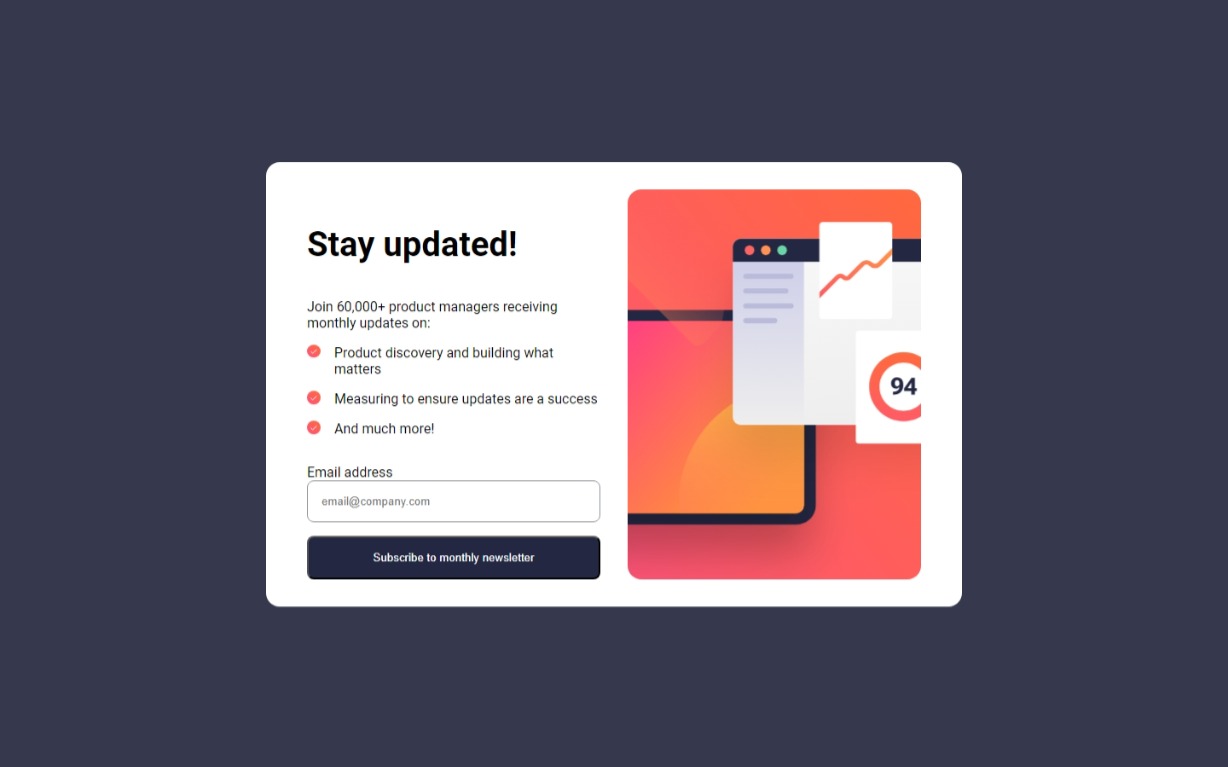 Stay updated!
Join 60,000+ product managers receiving
monthly updates on:
Product discovery and building what
matters
Measuring to ensure updates are a success
And much more!
Email address
email@company.com
Subscribe to monthly newsletter
94